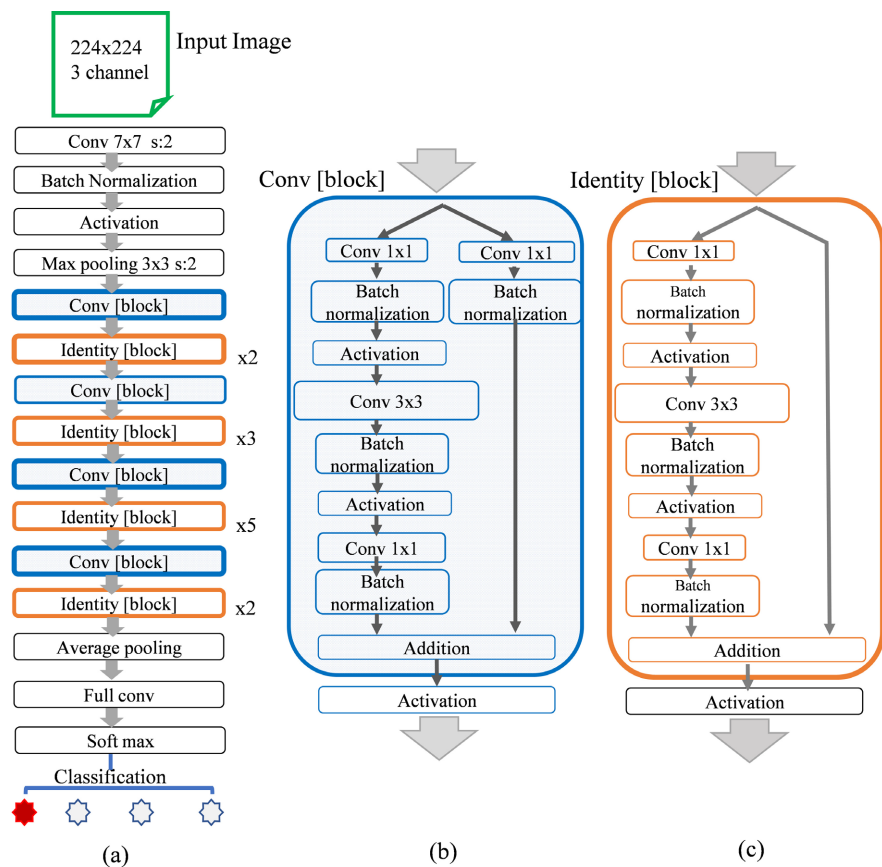 224x224
3 channel
Input Image
Conv 7x7 s:2
Batch Normalization
Activation
Max pooling 3x3 s:2
Conv [block]
Identity [block]
x2
Conv [block]
Identity [block]
x3
Conv [block]
Identity [block]
x5
Conv [block]
Identity [block]
x2
Average pooling
Full conv
Soft max
Classification
(a)
Conv [block]
Conv 1x1
Conv 1x1
Batch
normalization
Batch
normalization
Activation
Conv 3x3
Batch
normalization
Activation
Conv 1x1
Batch
normalization
Addition
Activation
(b)
Identity [block]
Conv 1x1
Batch
normalization
Activation
Conv 3x3
Batch
normalization
Activation
Conv 1x1
Batch
normalization
Addition
Activation
(c)